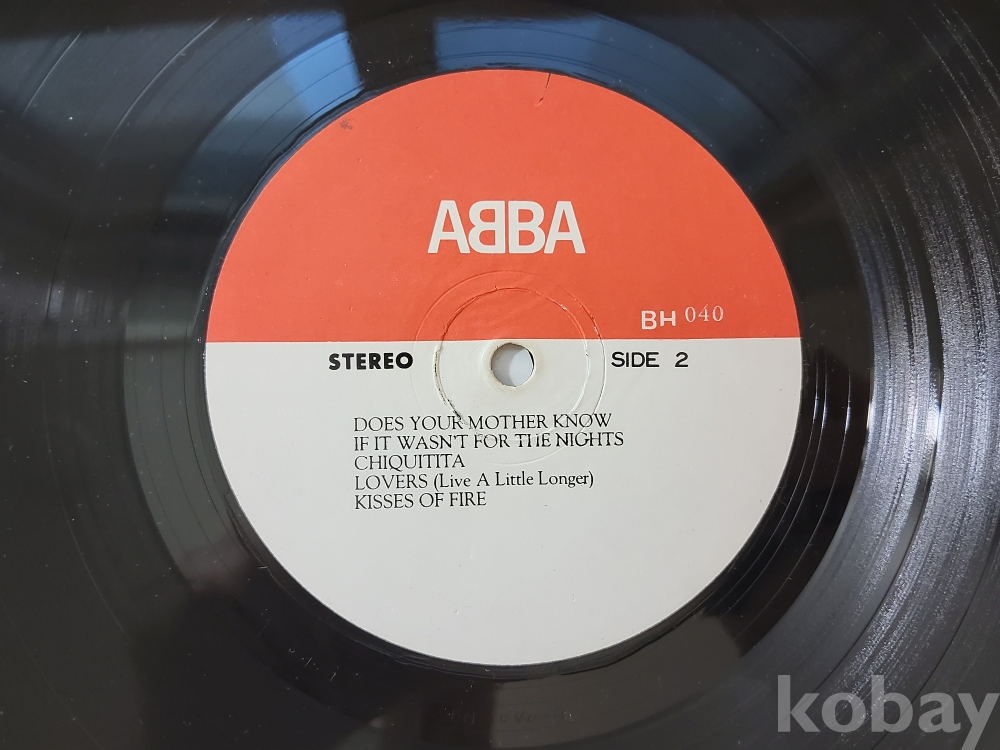 AᗺBA
BH 040
STEREO
SIDE 2
DOES YOUR MOTHER KNOW
IF IT WASN'T FOR THE NIGHTS
CHIQUITITA
LOVERS (Live A Little Longer)
KISSES OF FIRE
kobay